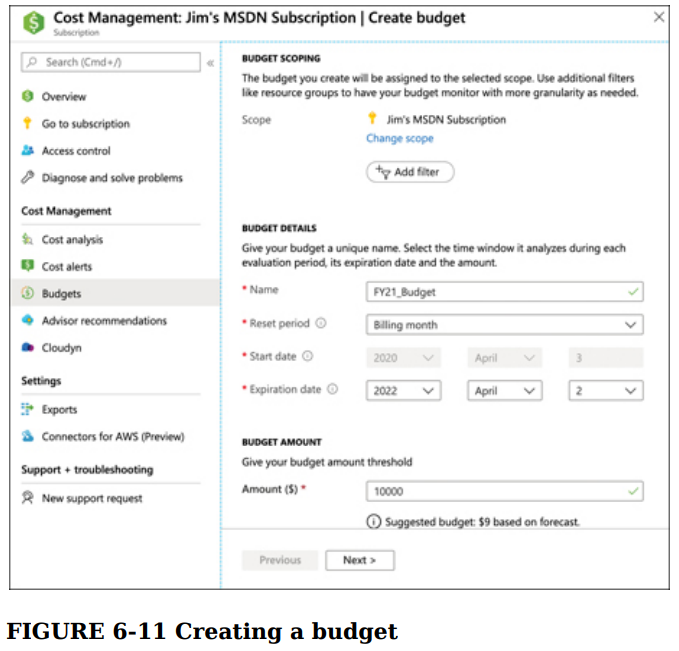 Cost Management: Jim's MSDN Subscription | Create budget
Subscription
Search (Cmd+/)
Overview
Go to subscription
Access control
Diagnose and solve problems
Cost Management
Cost analysis
Cost alerts
Budgets
Advisor recommendations
Cloudyn
Settings
Exports
Connectors for AWS (Preview)
Support + troubleshooting
New support request
BUDGET SCOPING
The budget you create will be assigned to the selected scope. Use additional filters
like resource groups to have your budget monitor with more granularity as needed.
Scope
Jim's MSDN Subscription
Change scope
Add filter
BUDGET DETAILS
Give your budget a unique name. Select the time window it analyzes during each
evaluation period, its expiration date and the amount.
* Name
FY21_Budget
* Reset period
Billing month
* Start date
2020 April 3
* Expiration date
2022 April 2
BUDGET AMOUNT
Give your budget amount threshold
Amount ($) *
10000
Suggested budget: $9 based on forecast.
Previous
Next >
FIGURE 6-11 Creating a budget